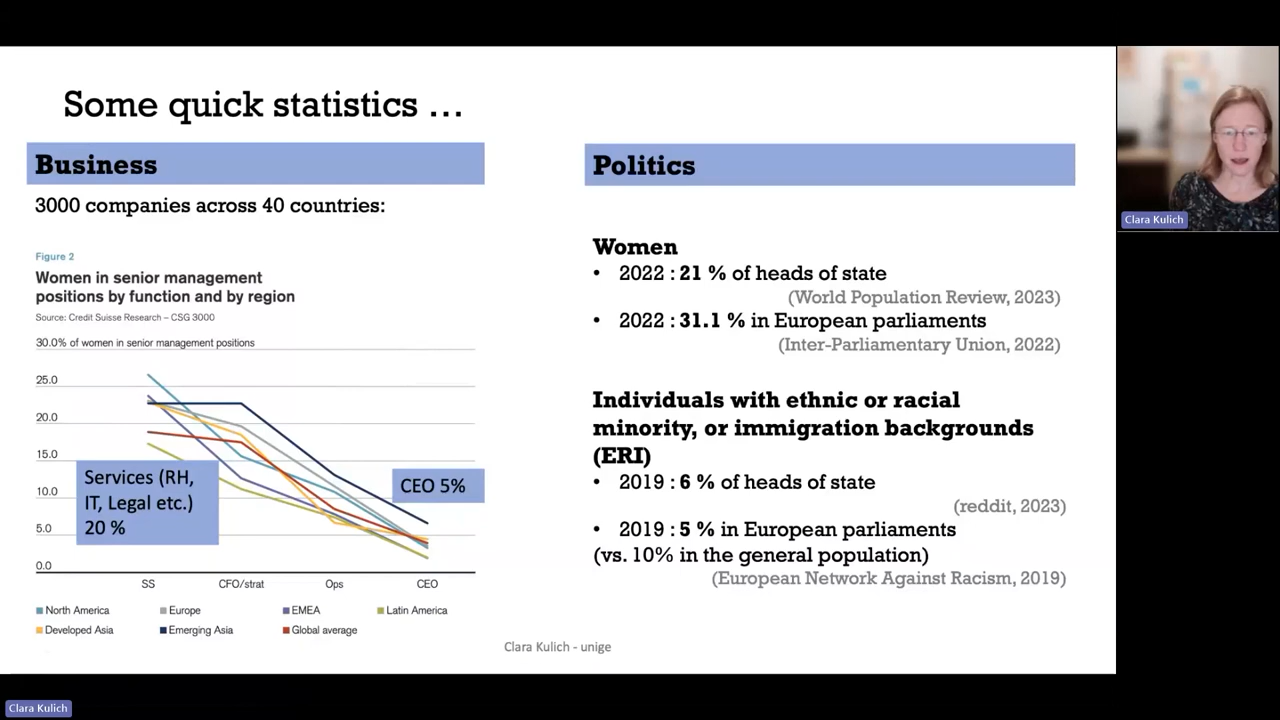 Some quick statistics …
Business
3000 companies across 40 countries:
Figure 2
Women in senior management
positions by function and by region
Source: Credit Suisse Research – CSG 3000
30.0% of women in senior management positions
25.0
20.0
15.0
10.0
5.0
0.0
Services (RH,
IT, Legal etc.)
20 %
CEO 5%
SS CFO/strat Ops CEO
North America Europe EMEA Latin America
Developed Asia Emerging Asia Global average
Politics
Women
• 2022 : 21 % of heads of state
(World Population Review, 2023)
• 2022 : 31.1 % in European parliaments
(Inter-Parliamentary Union, 2022)
Individuals with ethnic or racial
minority, or immigration backgrounds
(ERI)
• 2019 : 6 % of heads of state
(reddit, 2023)
• 2019 : 5 % in European parliaments
(vs. 10% in the general population)
(European Network Against Racism, 2019)
Clara Kulich - unige
Clara Kulich
Clara Kulich